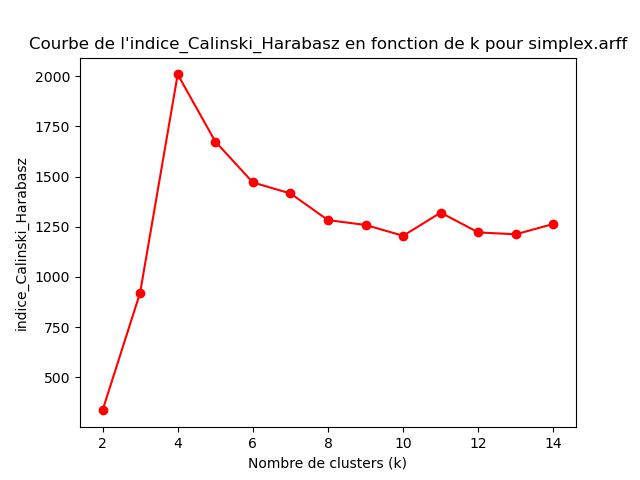 Courbe de l'indice_Calinski_Harabasz en fonction de k pour simplex.arff
2000
1750
1500
1250
1000
750
500
indice_Calinski_Harabasz
2 4 6 8 10 12 14
Nombre de clusters (k)